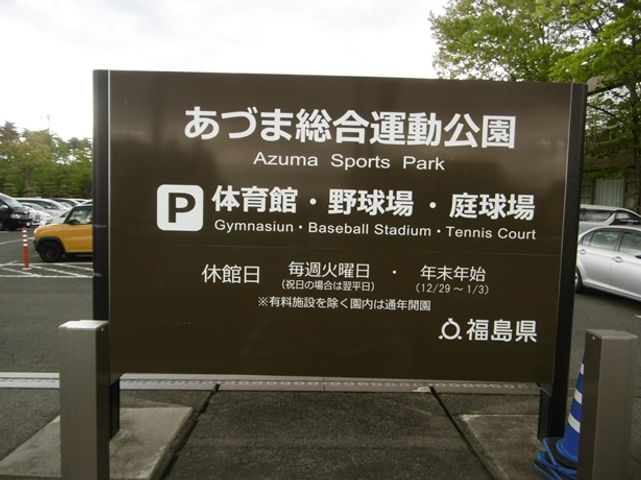 あづま総合運動公園
Azuma Sports Park
P 体育館・野球場・庭球場
Gymnasiun・Baseball Stadium・Tennis Court
休館日 毎週火曜日 ・ 年末年始
(祝日の場合は翌平日) (12/29～1/3)
※有料施設を除く園内は通年開園
福島県